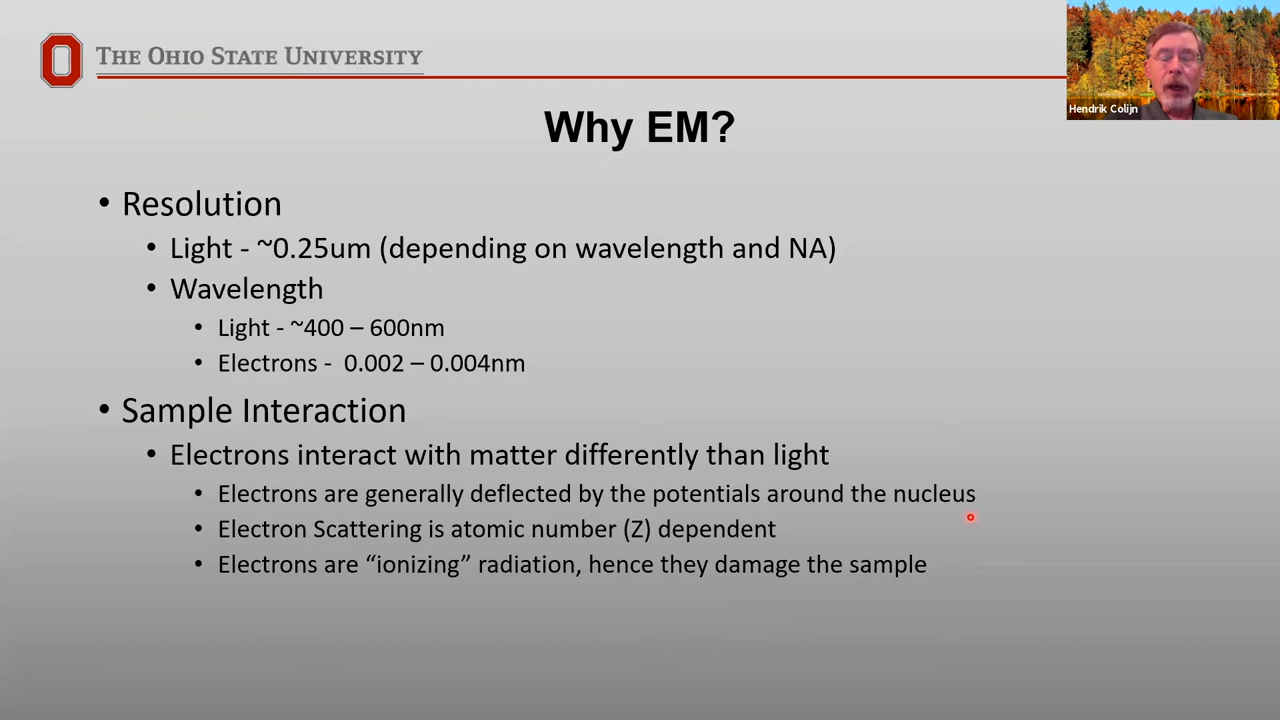 THE OHIO STATE UNIVERSITY
Hendrik Colijn
Why EM?
• Resolution
• Light - ~0.25um (depending on wavelength and NA)
• Wavelength
• Light - ~400 – 600nm
• Electrons - 0.002 – 0.004nm
• Sample Interaction
• Electrons interact with matter differently than light
• Electrons are generally deflected by the potentials around the nucleus
• Electron Scattering is atomic number (Z) dependent
• Electrons are “ionizing” radiation, hence they damage the sample